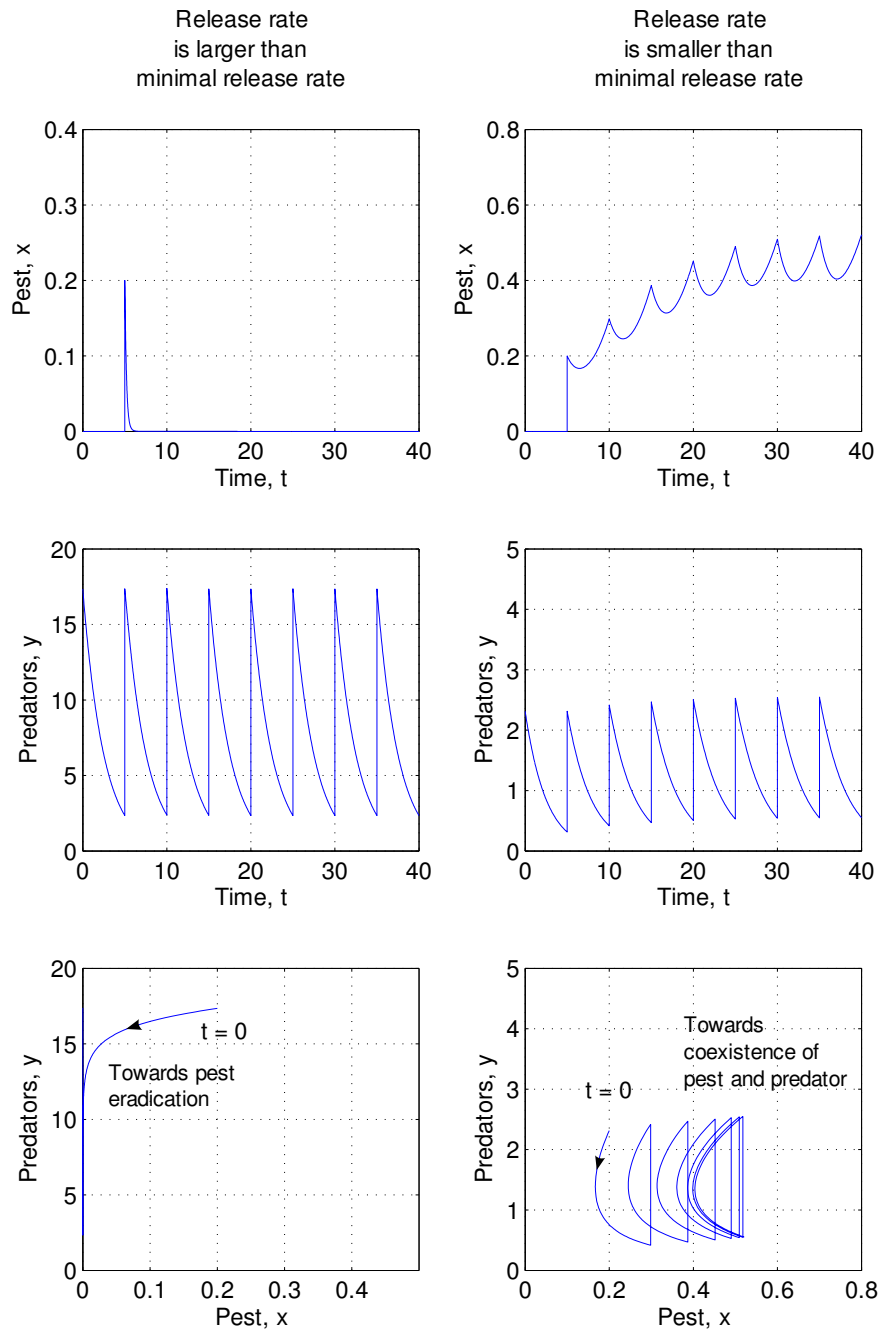 Release rate
is larger than
minimal release rate
Release rate
is smaller than
minimal release rate
0.4
0.3
0.2
0.1
0
Pest, x
0 10 20 30 40
Time, t
0.8
0.6
0.4
0.2
0
Pest, x
0 10 20 30 40
Time, t
20
15
10
5
0
Predators, y
0 10 20 30 40
Time, t
5
4
3
2
1
0
Predators, y
0 10 20 30 40
Time, t
20
15
10
5
0
Predators, y
t = 0
Towards pest
eradication
0 0.1 0.2 0.3 0.4
Pest, x
5
4
3
2
1
0
Predators, y
Towards
coexistence of
pest and predator
t = 0
0 0.2 0.4 0.6 0.8
Pest, x